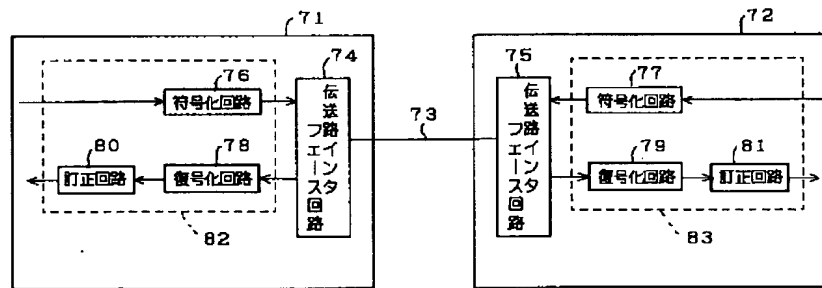 71
72
74
伝送路インタ
フェース回路
75
伝送路インタ
フェース回路
76
符号化回路
77
符号化回路
73
80
訂正回路
78
復号化回路
79
復号化回路
81
訂正回路
82
83